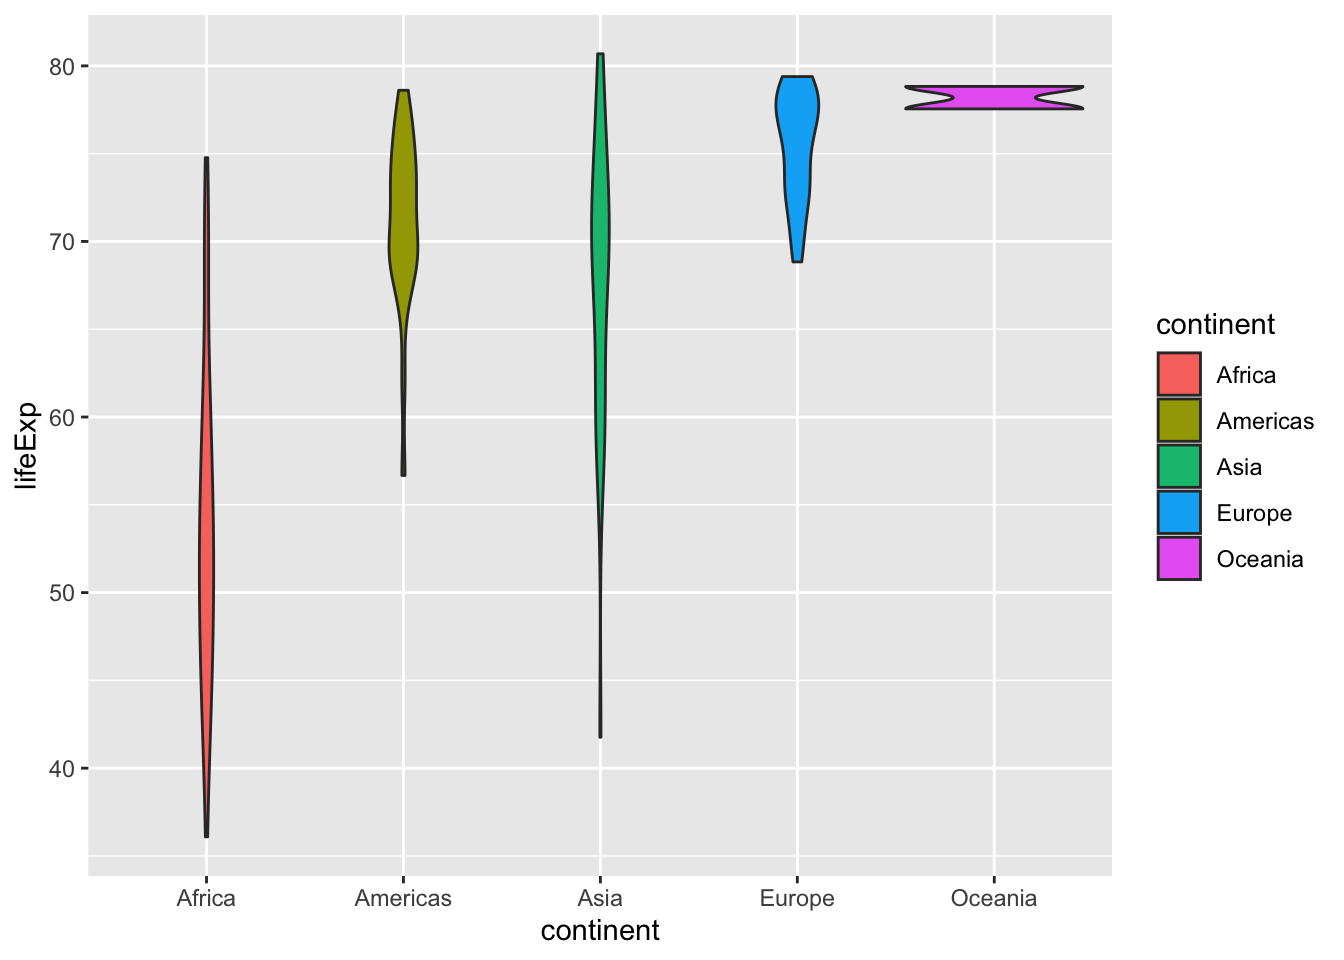 80
70
60
50
40
lifeExp
Africa Americas Asia Europe Oceania
continent
continent
Africa
Americas
Asia
Europe
Oceania